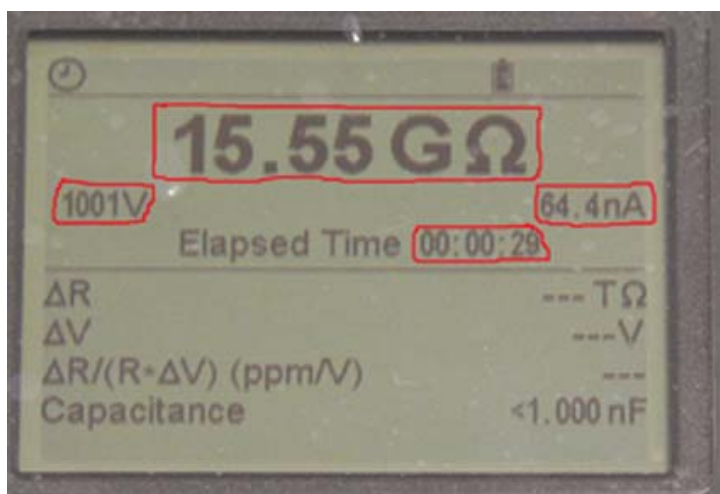 15.55 GΩ
1001V 64.4nA
Elapsed Time 00:00:29
ΔR --- TΩ
ΔV ---V
ΔR/(R*ΔV) (ppm/V) ---
Capacitance <1.000 nF